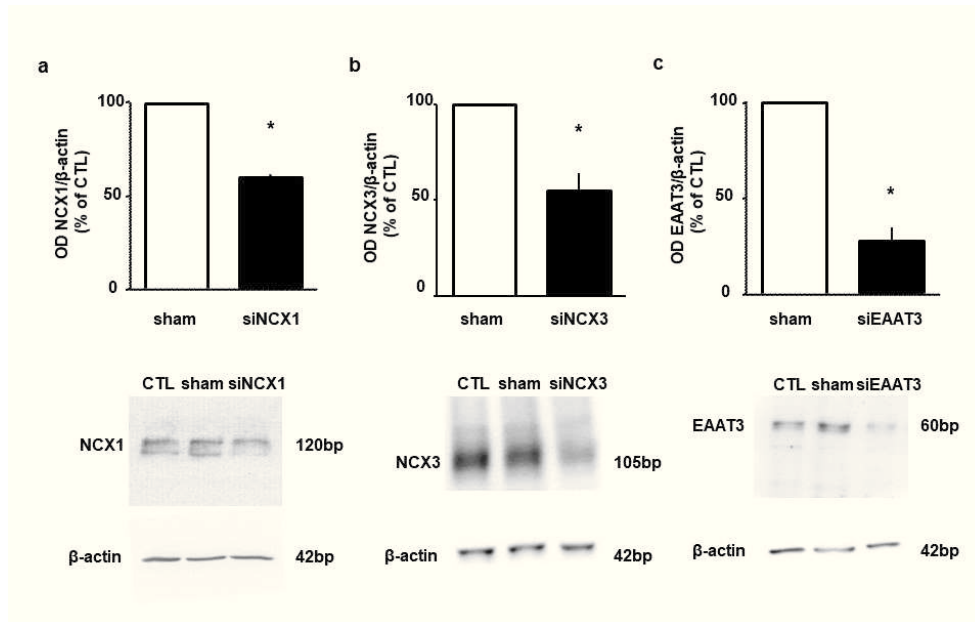 a
OD NCX1/β-actin
(% of CTL)
100
50
0
*
sham siNCX1
b
OD NCX3/β-actin
(% of CTL)
100
50
0
*
sham siNCX3
c
OD EAAT3/β-actin
(% of CTL)
100
50
0
*
sham siEAAT3
CTL sham siNCX1
NCX1 120bp
β-actin 42bp
CTL sham siNCX3
NCX3 105bp
β-actin 42bp
CTL sham siEAAT3
EAAT3 60bp
β-actin 42bp